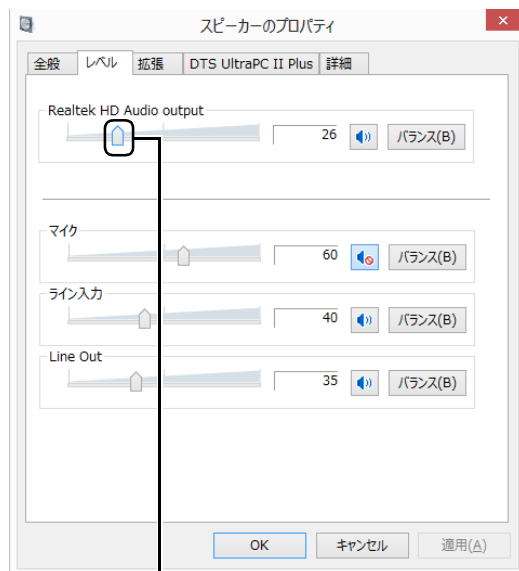 スピーカーのプロパティ
全般 レベル 拡張 DTS UltraPC II Plus 詳細
Realtek HD Audio output
26 バランス(B)
マイク
60 バランス(B)
ライン入力
40 バランス(B)
Line Out
35 バランス(B)
OK キャンセル 適用(A)